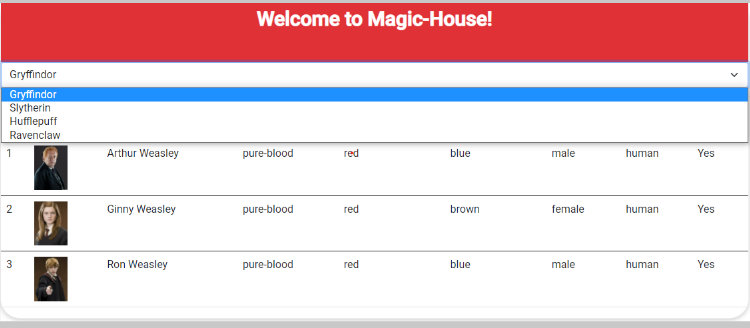 Welcome to Magic-House!
Gryffindor
Gryffindor
Slytherin
Hufflepuff
Ravenclaw
1 Arthur Weasley pure-blood red blue male human Yes
2 Ginny Weasley pure-blood red brown female human Yes
3 Ron Weasley pure-blood red blue male human Yes